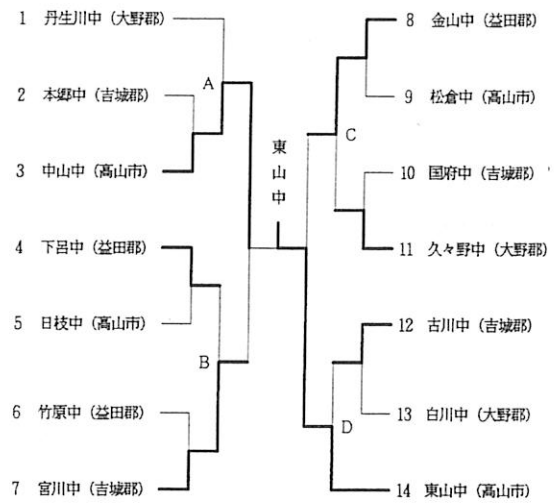 1 丹生川中（大野郡）
2 本郷中（吉城郡）
3 中山中（高山市）
4 下呂中（益田郡）
5 日枝中（高山市）
6 竹原中（益田郡）
7 宮川中（吉城郡）
A
B
東山中
C
D
8 金山中（益田郡）
9 松倉中（高山市）
10 国府中（吉城郡）
11 久々野中（大野郡）
12 古川中（吉城郡）
13 白川中（大野郡）
14 東山中（高山市）